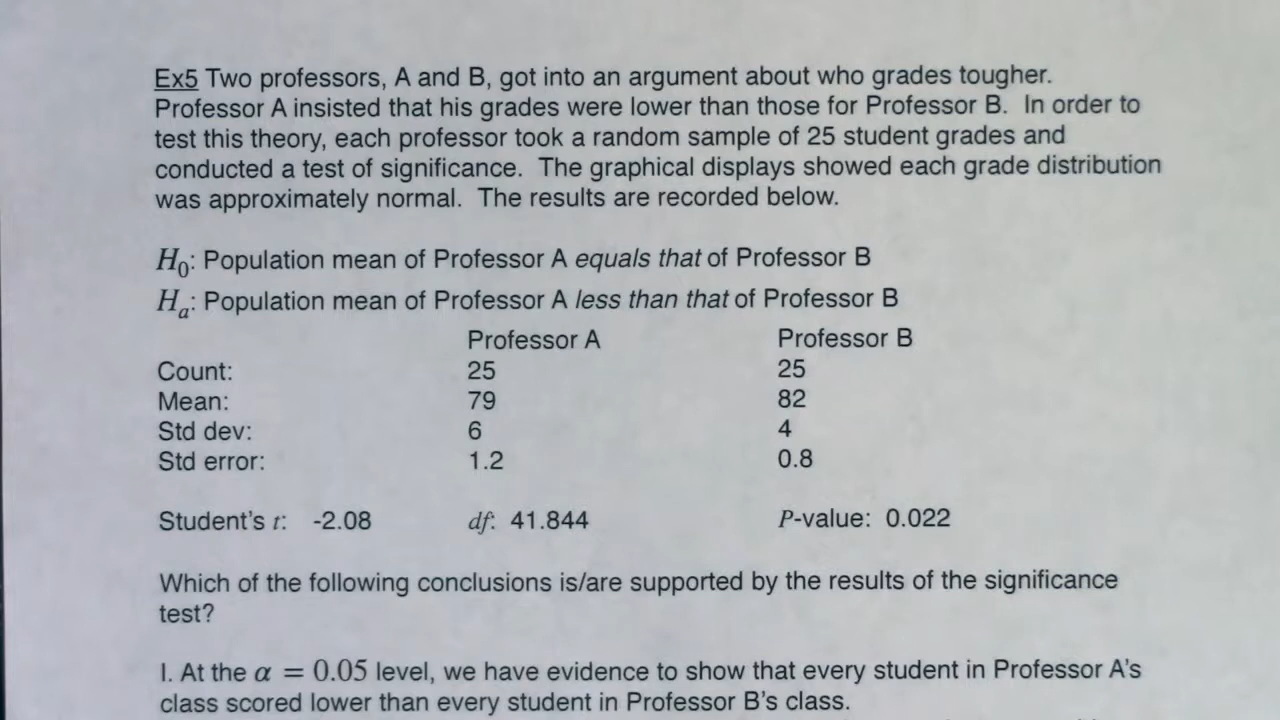 Ex5 Two professors, A and B, got into an argument about who grades tougher.
Professor A insisted that his grades were lower than those for Professor B. In order to
test this theory, each professor took a random sample of 25 student grades and
conducted a test of significance. The graphical displays showed each grade distribution
was approximately normal. The results are recorded below.
H₀: Population mean of Professor A equals that of Professor B
Hₐ: Population mean of Professor A less than that of Professor B
Professor A Professor B
Count: 25 25
Mean: 79 82
Std dev: 6 4
Std error: 1.2 0.8
Student's t: -2.08 df: 41.844 P-value: 0.022
Which of the following conclusions is/are supported by the results of the significance
test?
I. At the α = 0.05 level, we have evidence to show that every student in Professor A's
class scored lower than every student in Professor B's class.